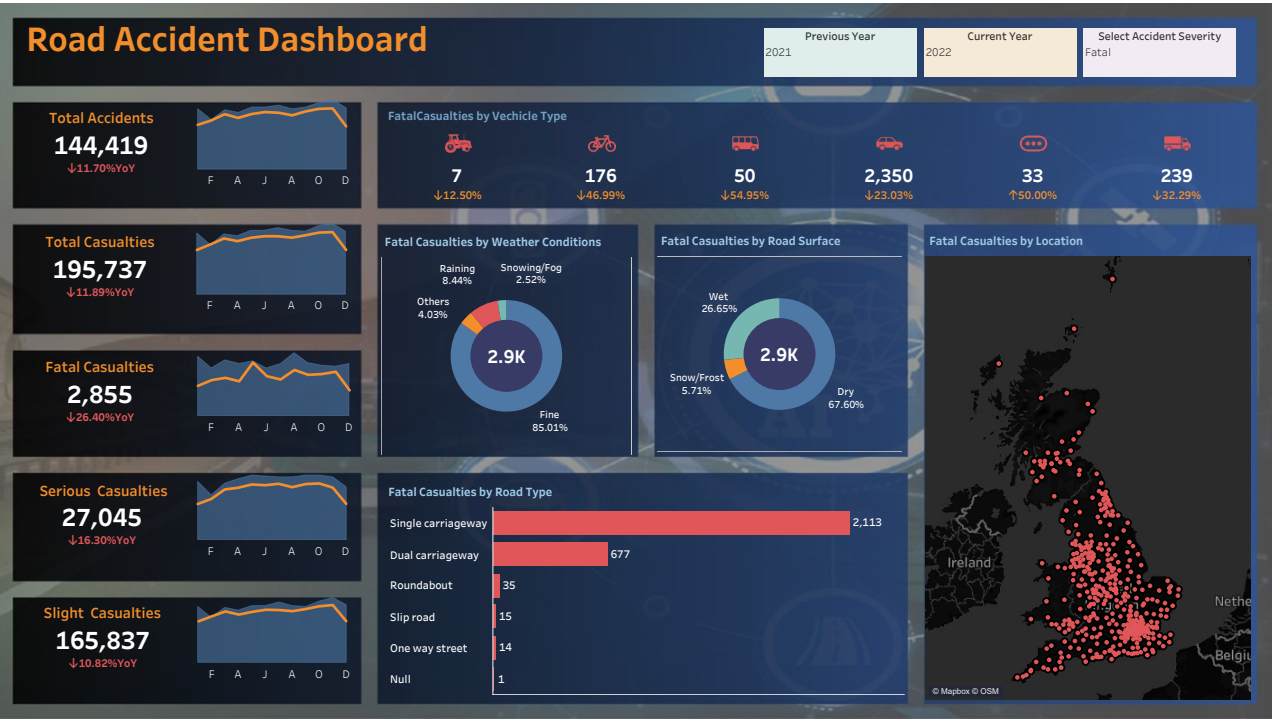 Road Accident Dashboard
Previous Year
2021
Current Year
2022
Select Accident Severity
Fatal
Total Accidents
144,419
↓11.70%YoY
F A J A O D
Total Casualties
195,737
↓11.89%YoY
F A J A O D
Fatal Casualties
2,855
↓26.40%YoY
F A J A O D
Serious Casualties
27,045
↓16.30%YoY
F A J A O D
Slight Casualties
165,837
↓10.82%YoY
F A J A O D
FatalCasualties by Vechicle Type
7 176 50 2,350 33 239
↓12.50% ↓46.99% ↓54.95% ↓23.03% ↑50.00% ↓32.29%
Fatal Casualties by Weather Conditions
Raining
8.44%
Snowing/Fog
2.52%
Others
4.03%
2.9K
Fine
85.01%
Fatal Casualties by Road Surface
Wet
26.65%
2.9K
Snow/Frost
5.71%
Dry
67.60%
Fatal Casualties by Road Type
Single carriageway 2,113
Dual carriageway 677
Roundabout 35
Slip road 15
One way street 14
Null 1
Fatal Casualties by Location
Ireland
Nethe
Belgiu
© Mapbox © OSM